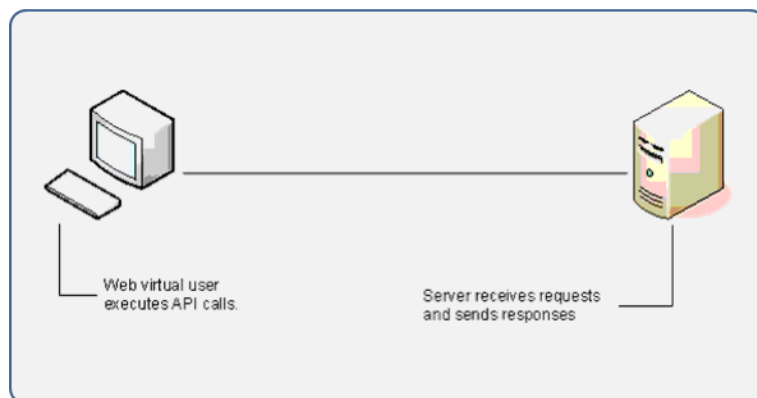 Web virtual user
executes API calls.
Server receives requests
and sends responses